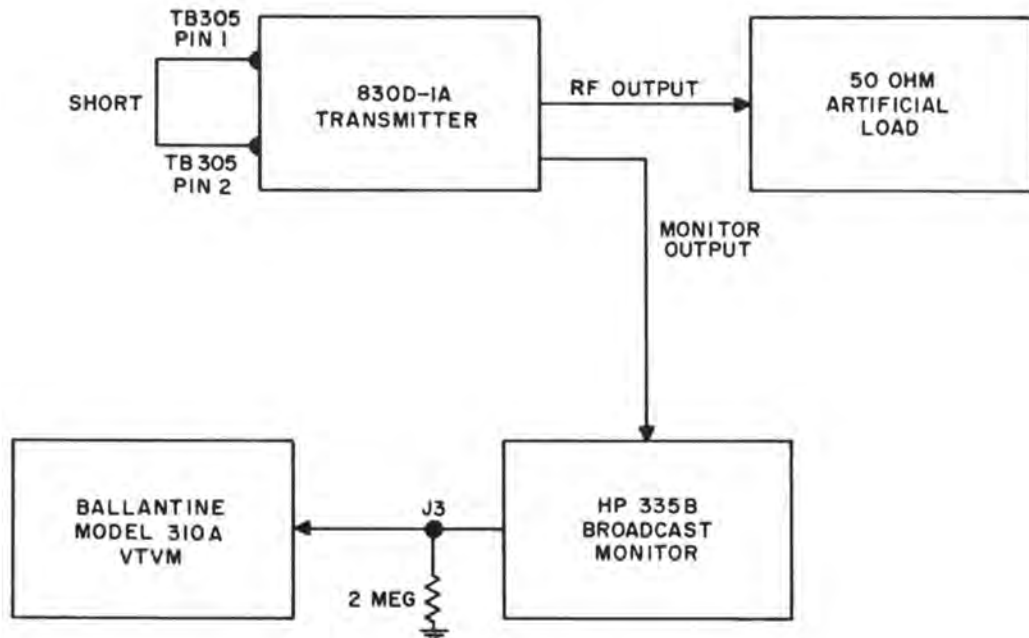 TB305
PIN 1
SHORT
TB305
PIN 2
830D-1A
TRANSMITTER
RF OUTPUT
50 OHM
ARTIFICIAL
LOAD
MONITOR
OUTPUT
BALLANTINE
MODEL 310A
VTVM
J3
2 MEG
HP 335B
BROADCAST
MONITOR